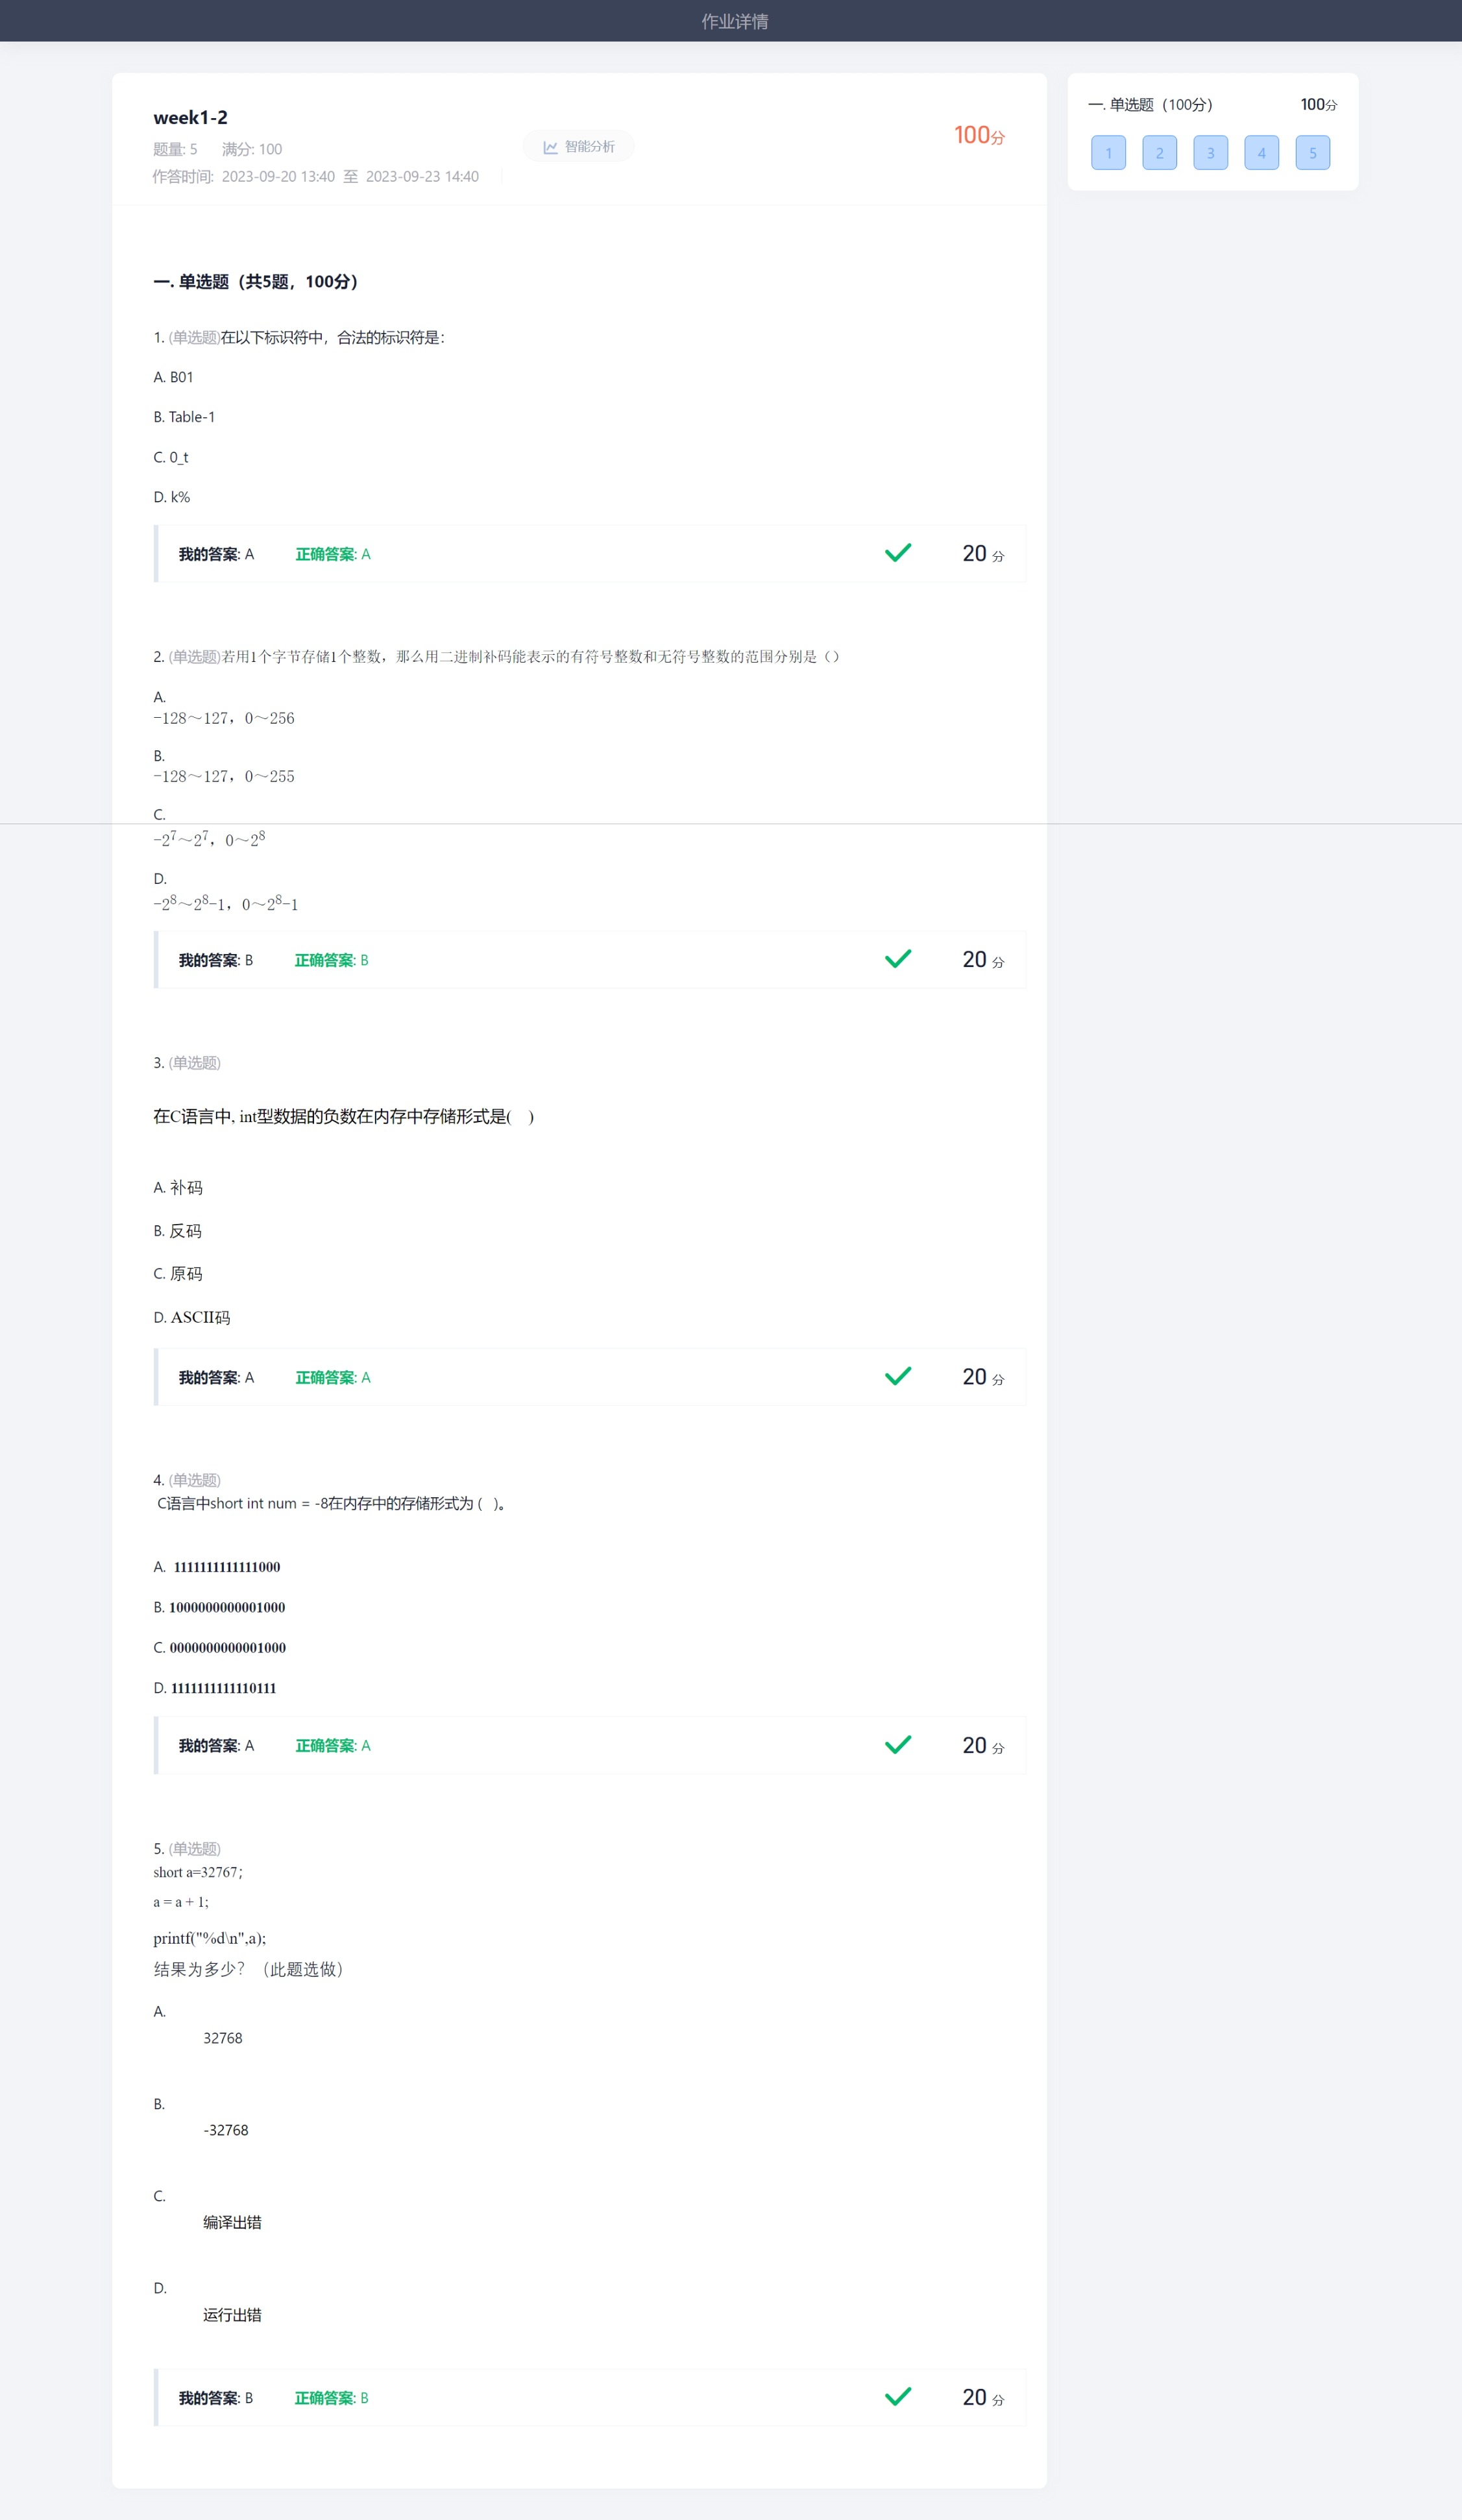 作业详情
week1-2
题量: 5 满分: 100
作答时间: 2023-09-20 13:40 至 2023-09-23 14:40
智能分析
100分
一. 单选题（100分） 100分
1 2 3 4 5
一. 单选题（共5题，100分）
1. (单选题)在以下标识符中，合法的标识符是：
A. B01
B. Table-1
C. 0_t
D. k%
我的答案: A 正确答案: A 20 分
2. (单选题)若用1个字节存储1个整数，那么用二进制补码能表示的有符号整数和无符号整数的范围分别是（）
A.
-128～127，0～256
B.
-128～127，0～255
C.
-2⁷～2⁷，0～2⁸
D.
-2⁸～2⁸-1，0～2⁸-1
我的答案: B 正确答案: B 20 分
3. (单选题)
在C语言中, int型数据的负数在内存中存储形式是( )
A. 补码
B. 反码
C. 原码
D. ASCII码
我的答案: A 正确答案: A 20 分
4. (单选题)
C语言中short int num = -8在内存中的存储形式为 ( )。
A. 1111111111111000
B. 1000000000001000
C. 0000000000001000
D. 1111111111110111
我的答案: A 正确答案: A 20 分
5. (单选题)
short a=32767；
a = a + 1;
printf("%d\n",a);
结果为多少？（此题选做）
A.
32768
B.
-32768
C.
编译出错
D.
运行出错
我的答案: B 正确答案: B 20 分